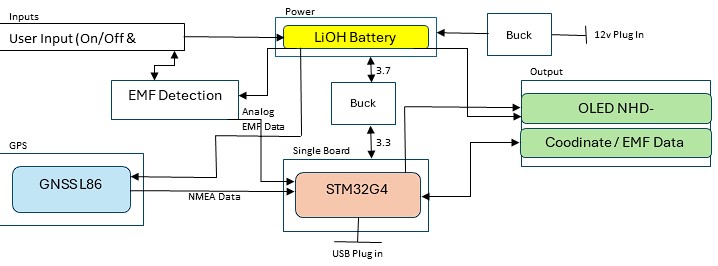 Inputs
Power
User Input (On/Off &
LiOH Battery
Buck
12v Plug In
3.7
Output
EMF Detection
Buck
OLED NHD-
Analog
EMF Data
3.3
Coodinate / EMF Data
GPS
Single Board
GNSS L86
STM32G4
NMEA Data
USB Plug in